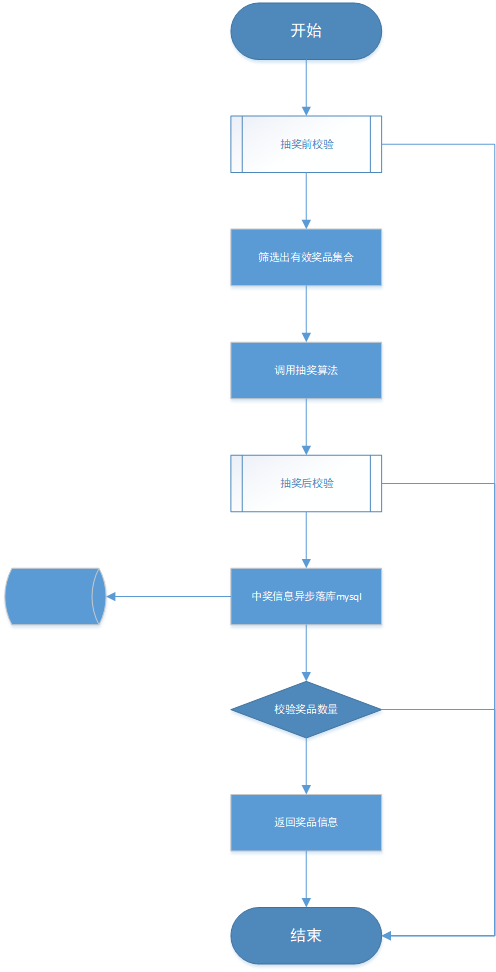 开始
抽奖前校验
筛选出有效奖品集合
调用抽奖算法
抽奖后校验
中奖信息异步落库mysql
校验奖品数量
返回奖品信息
结束